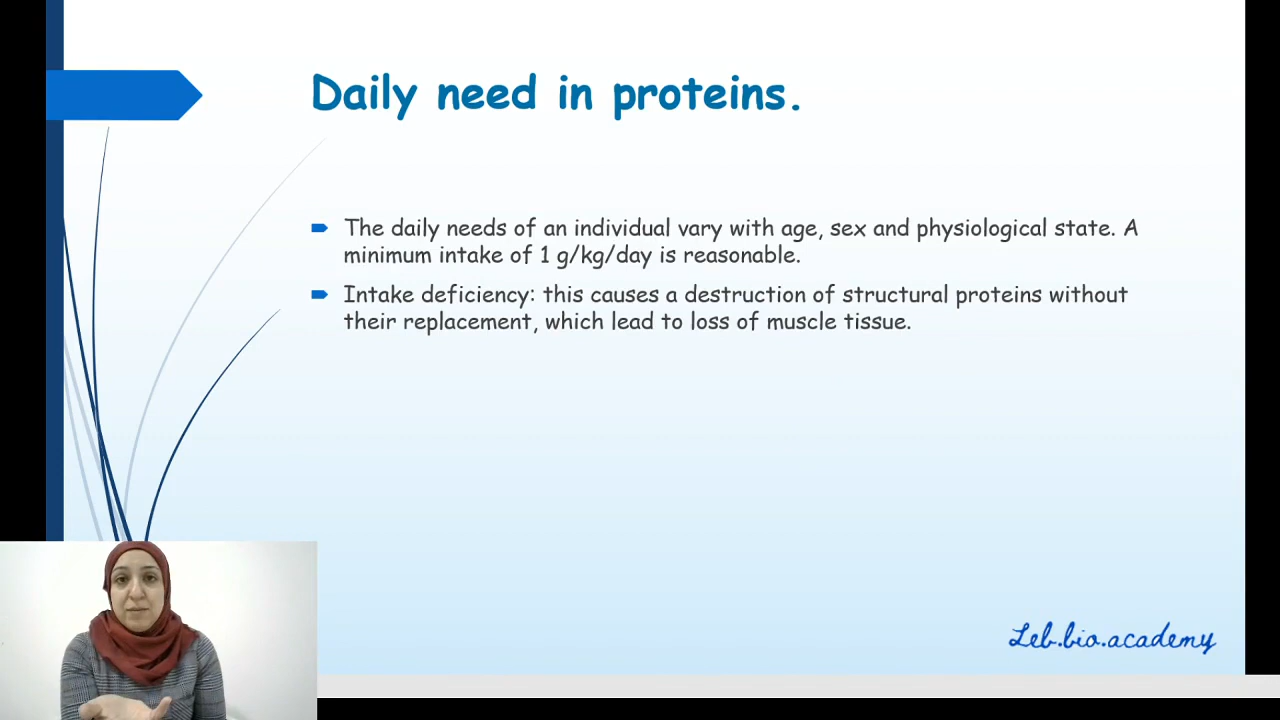 Daily need in proteins.
The daily needs of an individual vary with age, sex and physiological state. A
minimum intake of 1 g/kg/day is reasonable.
Intake deficiency: this causes a destruction of structural proteins without
their replacement, which lead to loss of muscle tissue.
Leb.bio.academy